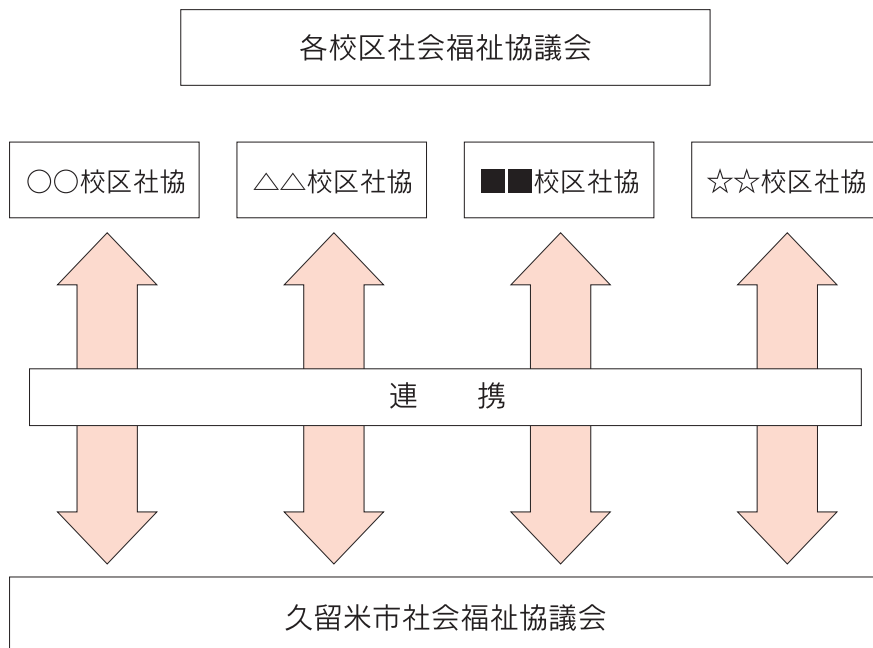 各校区社会福祉協議会
○○校区社協
△△校区社協
■■校区社協
☆☆校区社協
連　携
久留米市社会福祉協議会